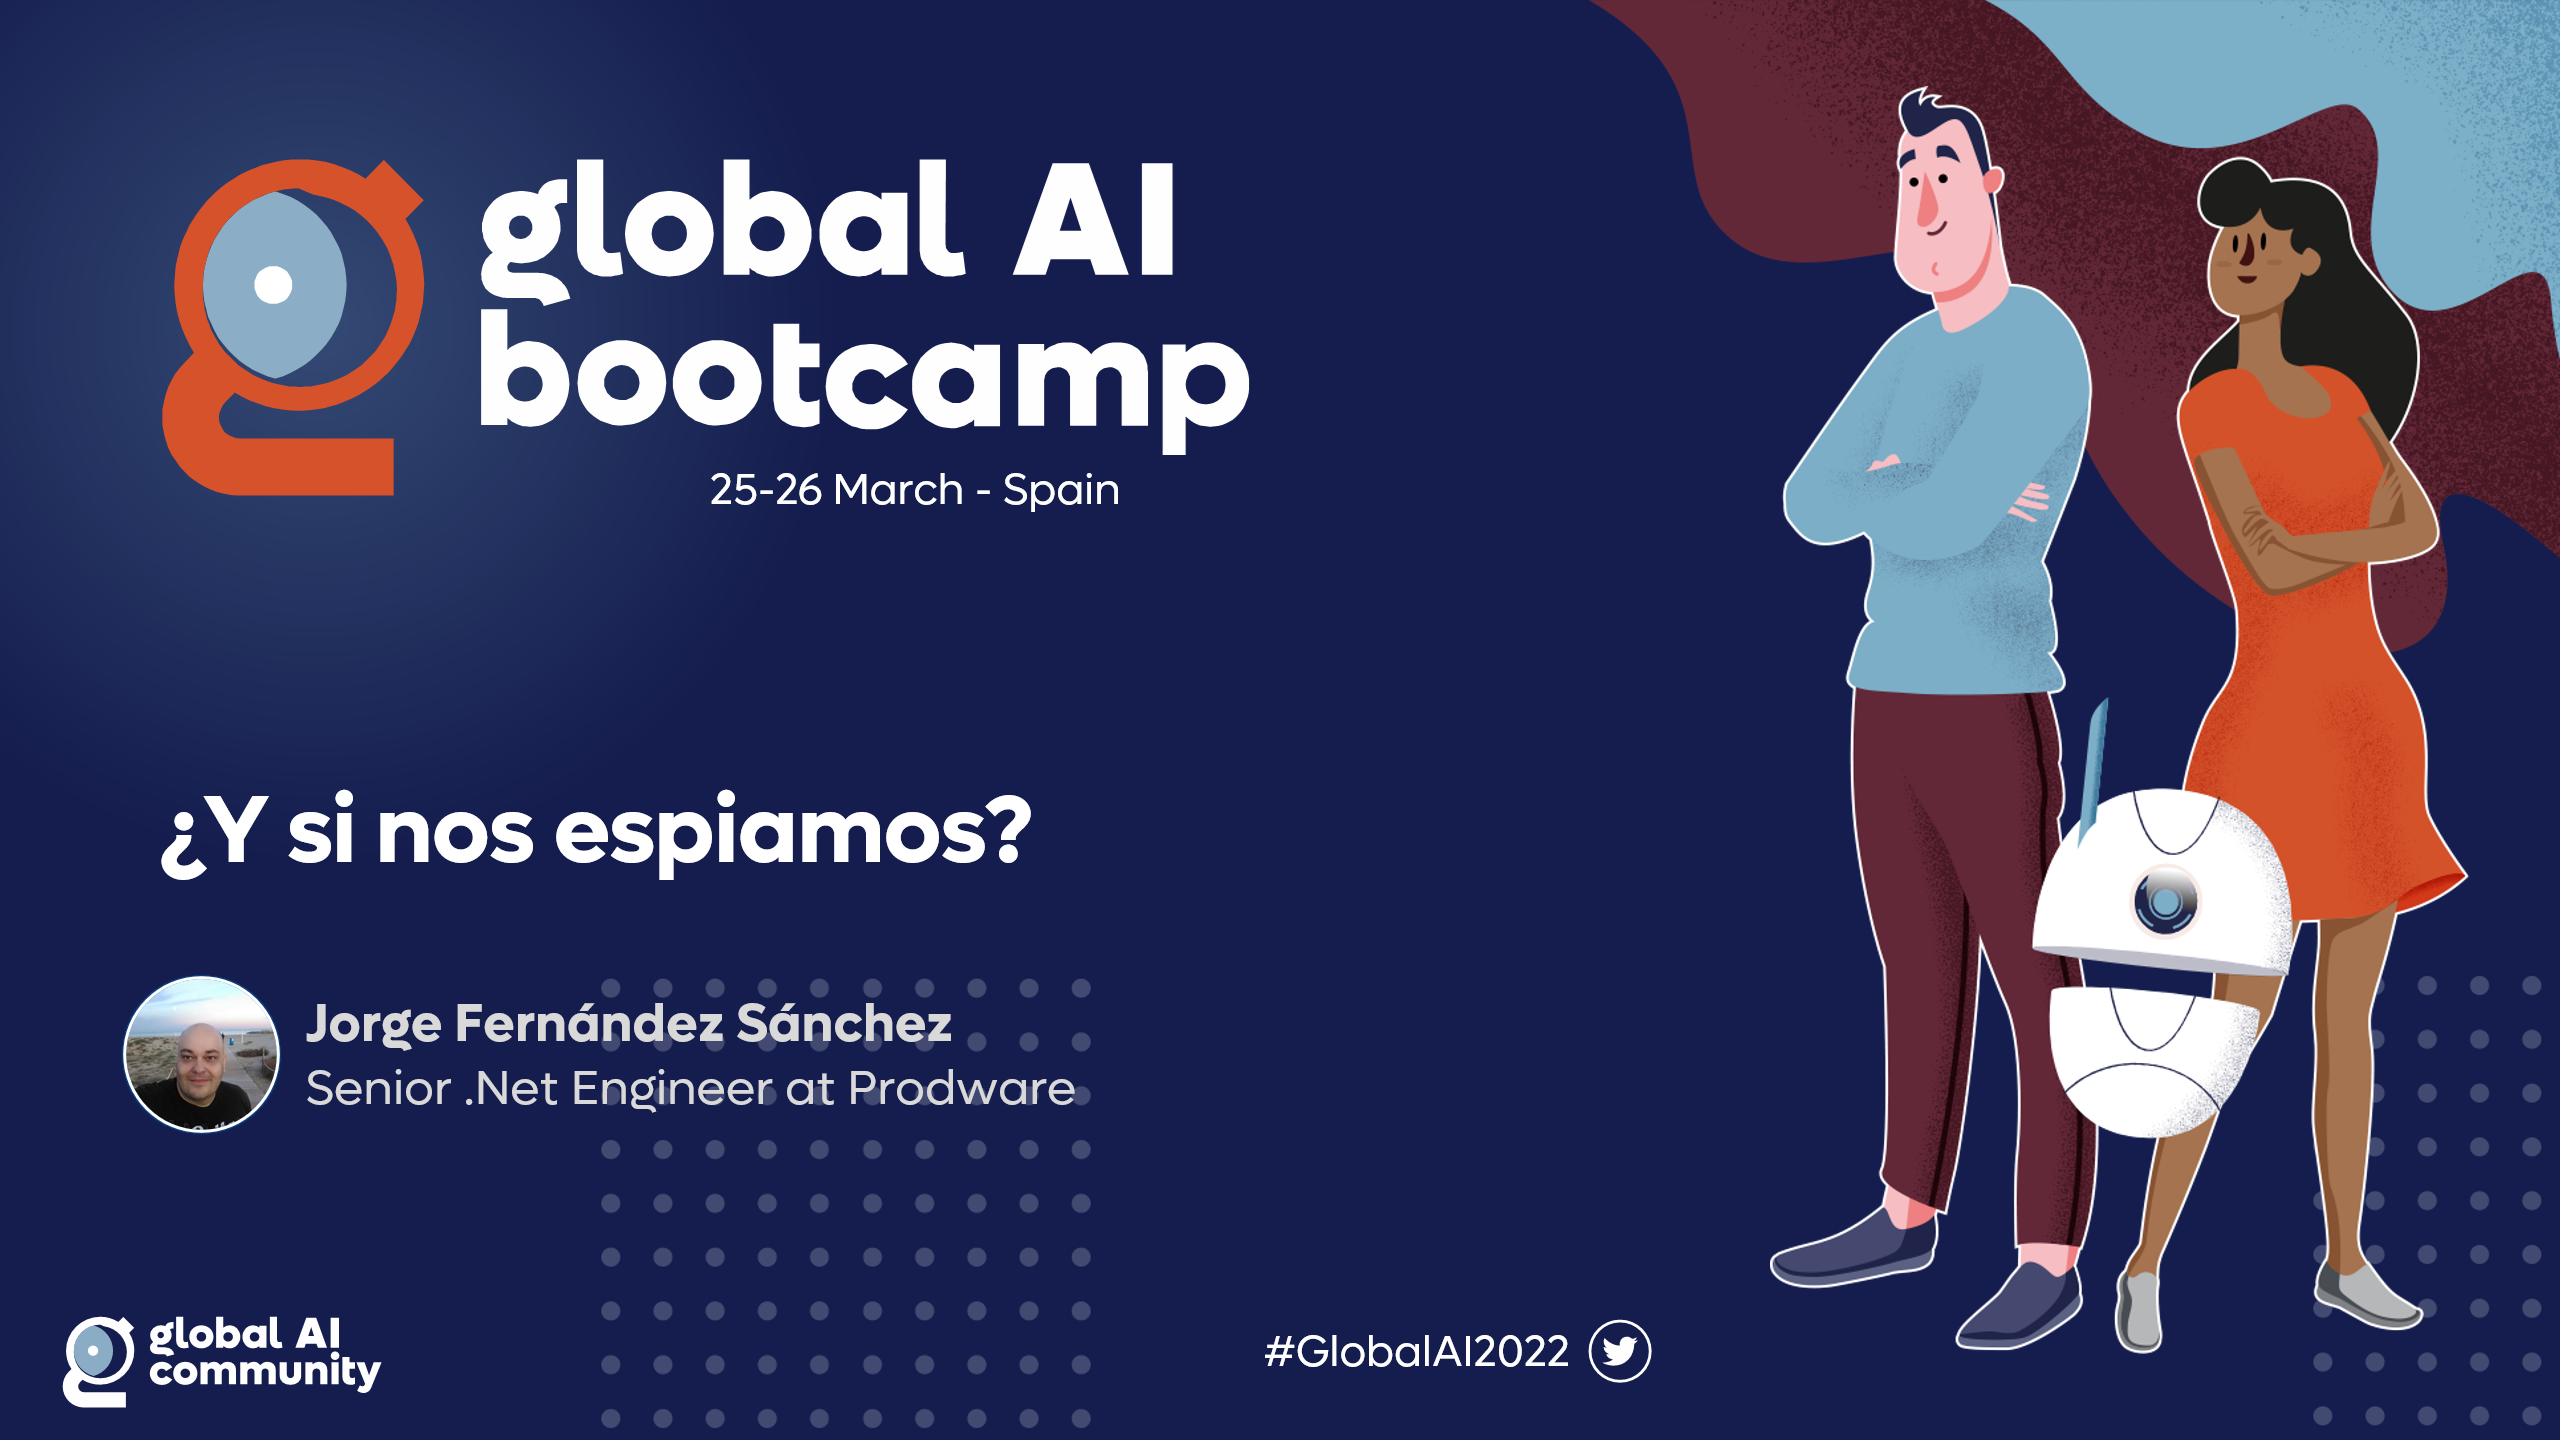 global AI
bootcamp
25-26 March - Spain
¿Y si nos espiamos?
Jorge Fernández Sánchez
Senior .Net Engineer at Prodware
global AI
community
#GlobalAI2022